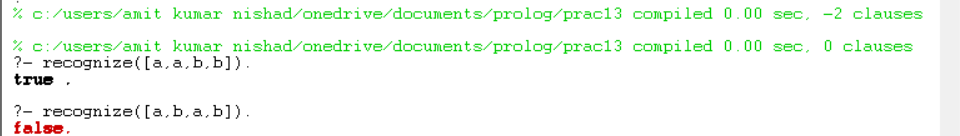 % c:/users/amit kumar nishad/onedrive/documents/prolog/prac13 compiled 0.00 sec, -2 clauses
% c:/users/amit kumar nishad/onedrive/documents/prolog/prac13 compiled 0.00 sec, 0 clauses
?- recognize([a,a,b,b]).
true .
?- recognize([a,b,a,b]).
false.